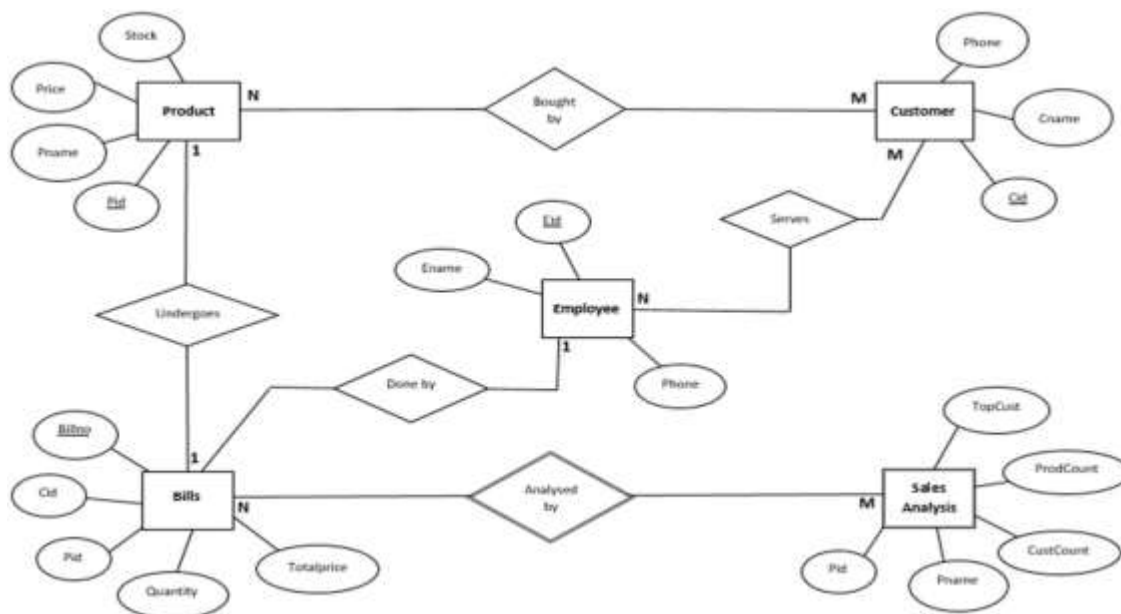 Stock
Phone
Price
N
Bought
by
M
Product
Customer
Cname
Pname
1
M
Pid
Cid
Eid
Serves
Ename
N
Employee
Undergoes
1
Phone
Done by
TopCust
Billno
1
ProdCount
Cid
Bills
Analysed
by
Sales
Analysis
N
M
CustCount
Pid
Totalprice
Pid
Quantity
Pname